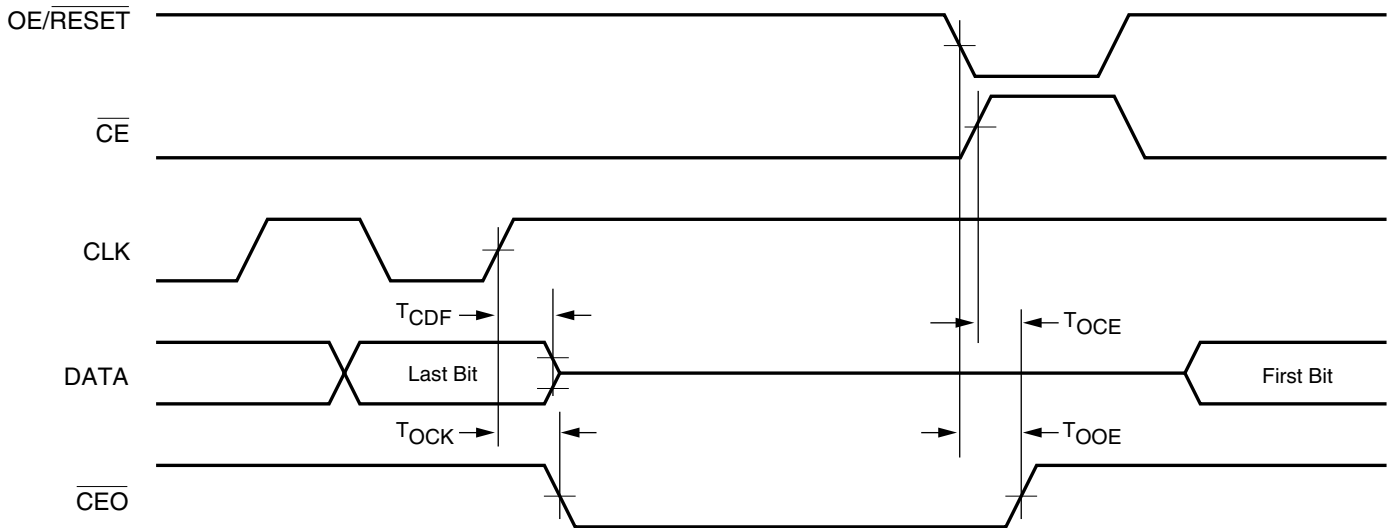 OE/RESET
CE
CLK
TCDF
TOCE
DATA
Last Bit
First Bit
TOCK
TOOE
CEO